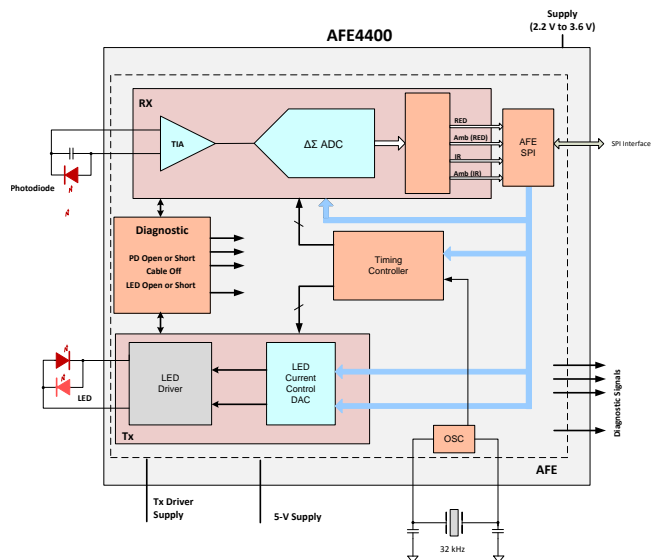 Supply
(2.2 V to 3.6 V)
AFE4400
RX
TIA
ΔΣ ADC
RED
Amb (RED)
IR
Amb (IR)
AFE
SPI
SPI Interface
Photodiode
Diagnostic
PD Open or Short
Cable Off
LED Open or Short
Timing
Controller
LED
LED
Driver
LED
Current
Control
DAC
Tx
OSC
Diagnostic Signals
AFE
Tx Driver
Supply
5-V Supply
32 kHz